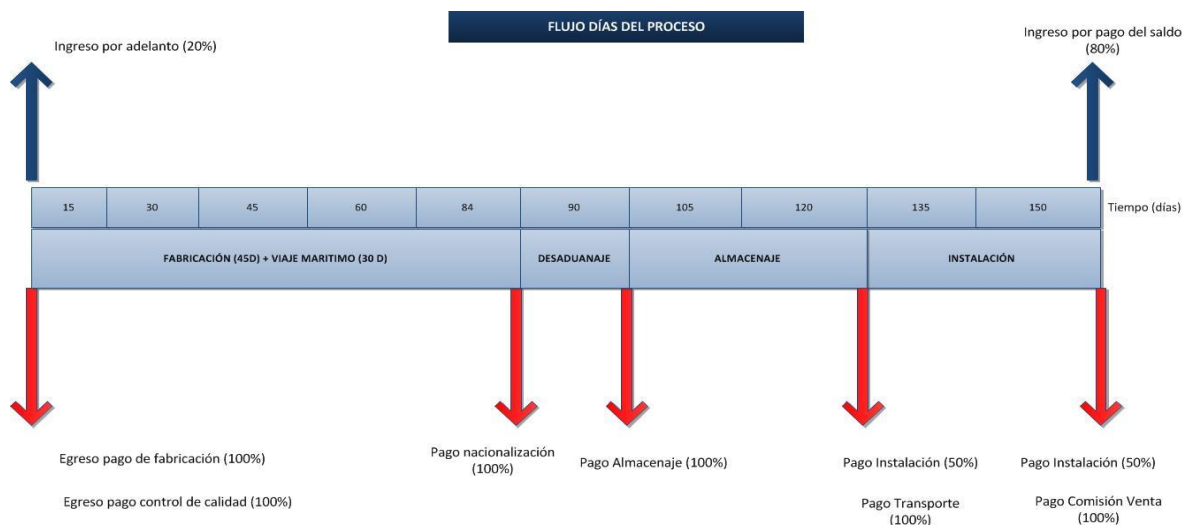 FLUJO DÍAS DEL PROCESO
Ingreso por adelanto (20%)
Ingreso por pago del saldo
(80%)
15 30 45 60 84 90 105 120 135 150 Tiempo (días)
FABRICACIÓN (45D) + VIAJE MARITIMO (30 D) DESADUANAJE ALMACENAJE INSTALACIÓN
Egreso pago de fabricación (100%)
Egreso pago control de calidad (100%)
Pago nacionalización
(100%)
Pago Almacenaje (100%)
Pago Instalación (50%)
Pago Transporte
(100%)
Pago Instalación (50%)
Pago Comisión Venta
(100%)